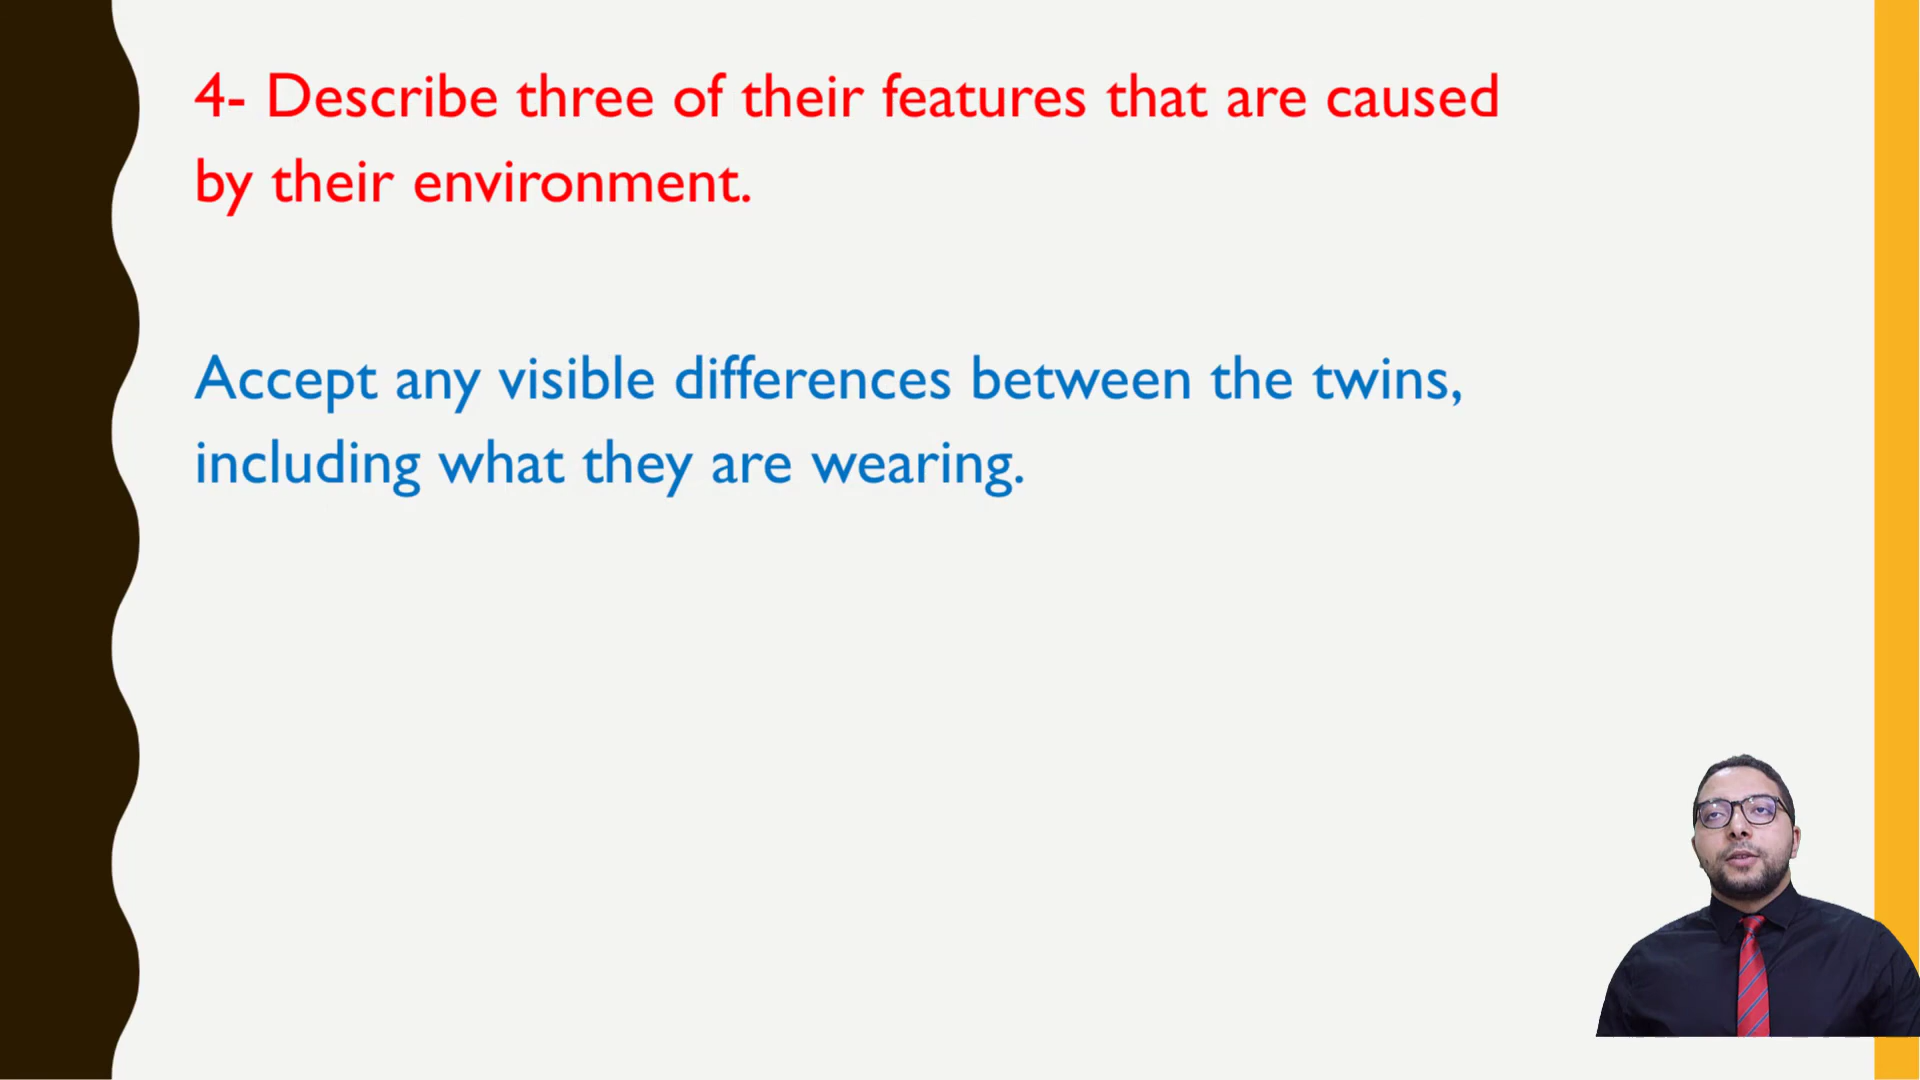 4- Describe three of their features that are caused
by their environment.
Accept any visible differences between the twins,
including what they are wearing.